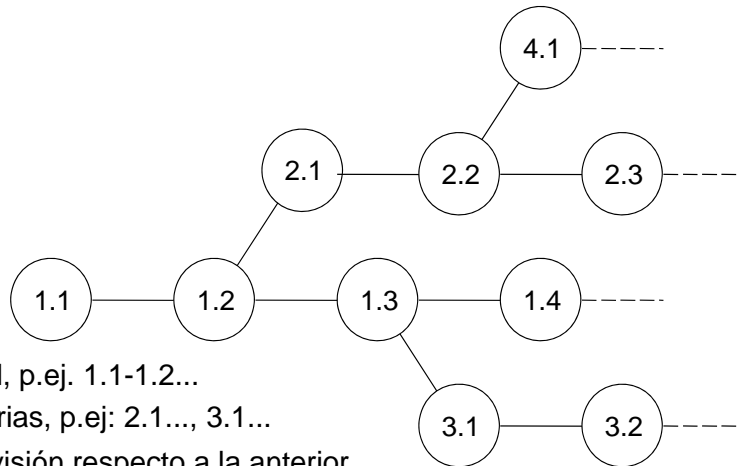 4.1
2.1 2.2 2.3
1.1 1.2 1.3 1.4
, p.ej. 1.1-1.2...
rias, p.ej: 2.1..., 3.1...
3.1 3.2
visión respecto a la anterior